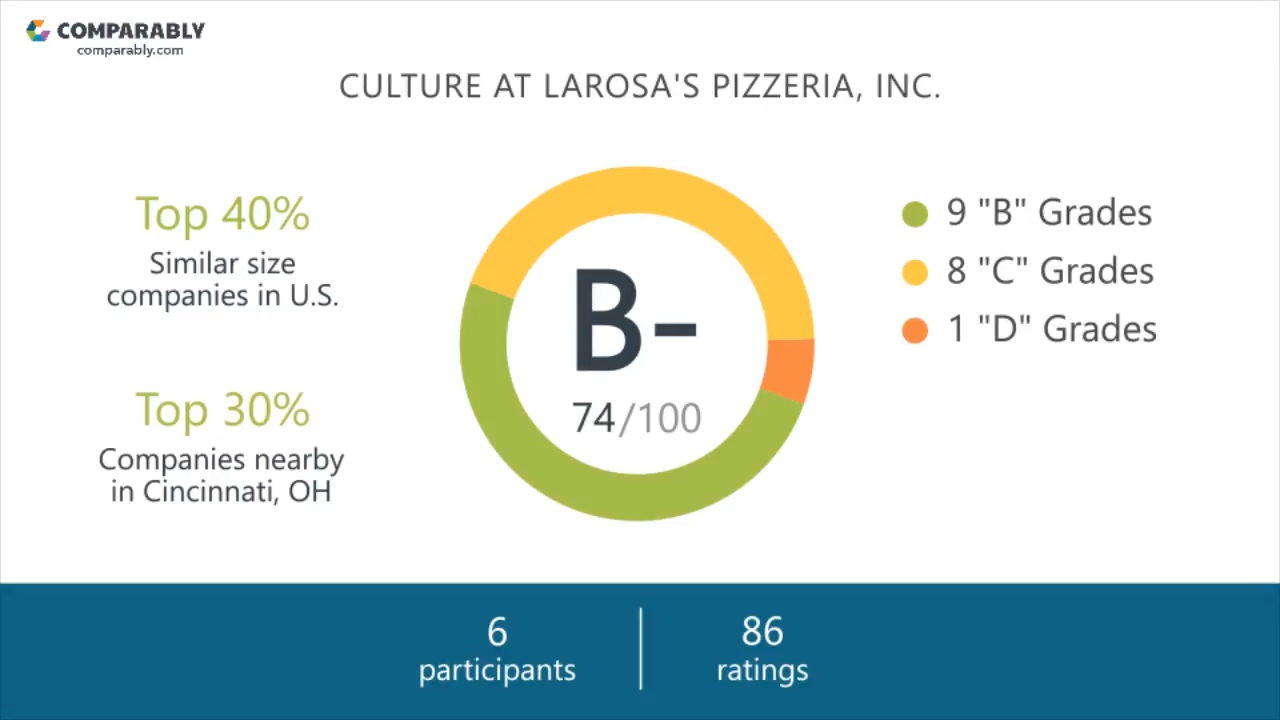 COMPARABLY
comparably.com
CULTURE AT LAROSA'S PIZZERIA, INC.
Top 40%
Similar size
companies in U.S.
Top 30%
Companies nearby
in Cincinnati, OH
B-
74/100
9 "B" Grades
8 "C" Grades
1 "D" Grades
6
participants
86
ratings